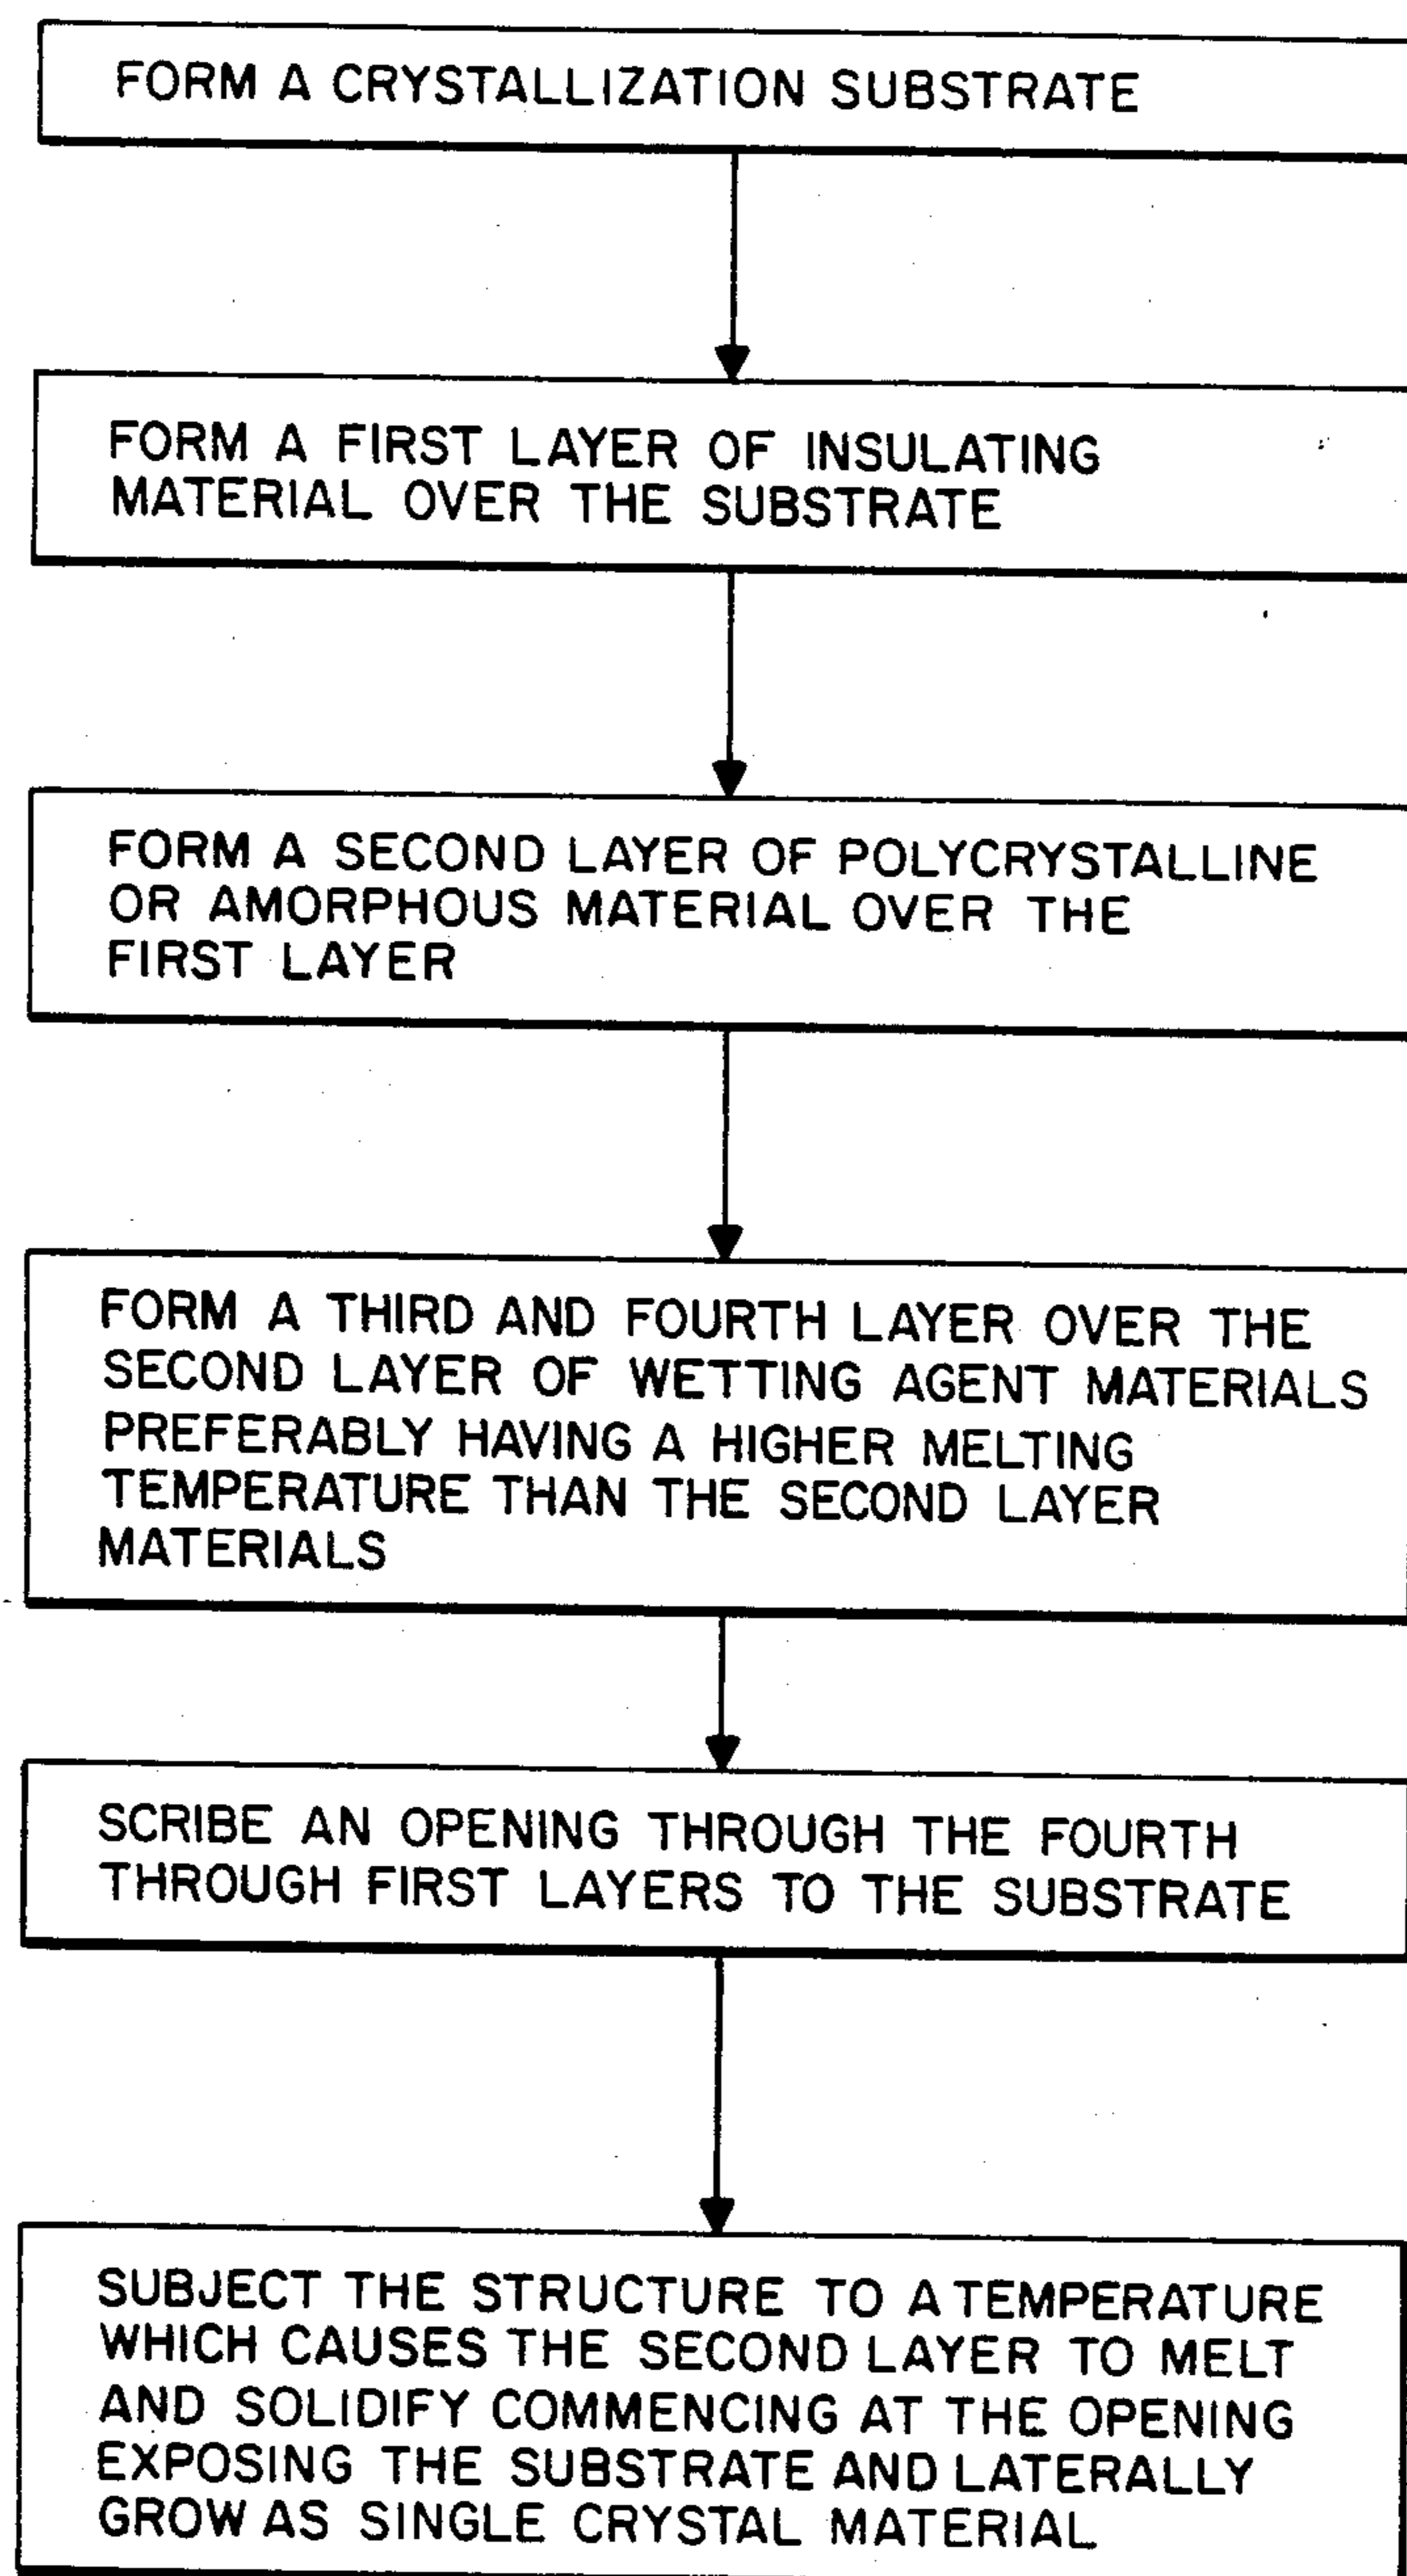 FORM A CRYSTALLIZATION SUBSTRATE
FORM A FIRST LAYER OF INSULATING
MATERIAL OVER THE SUBSTRATE
FORM A SECOND LAYER OF POLYCRYSTALLINE
OR AMORPHOUS MATERIAL OVER THE
FIRST LAYER
FORM A THIRD AND FOURTH LAYER OVER THE
SECOND LAYER OF WETTING AGENT MATERIALS
PREFERABLY HAVING A HIGHER MELTING
TEMPERATURE THAN THE SECOND LAYER
MATERIALS
SCRIBE AN OPENING THROUGH THE FOURTH
THROUGH FIRST LAYERS TO THE SUBSTRATE
SUBJECT THE STRUCTURE TO A TEMPERATURE
WHICH CAUSES THE SECOND LAYER TO MELT
AND SOLIDIFY COMMENCING AT THE OPENING
EXPOSING THE SUBSTRATE AND LATERALLY
GROW AS SINGLE CRYSTAL MATERIAL